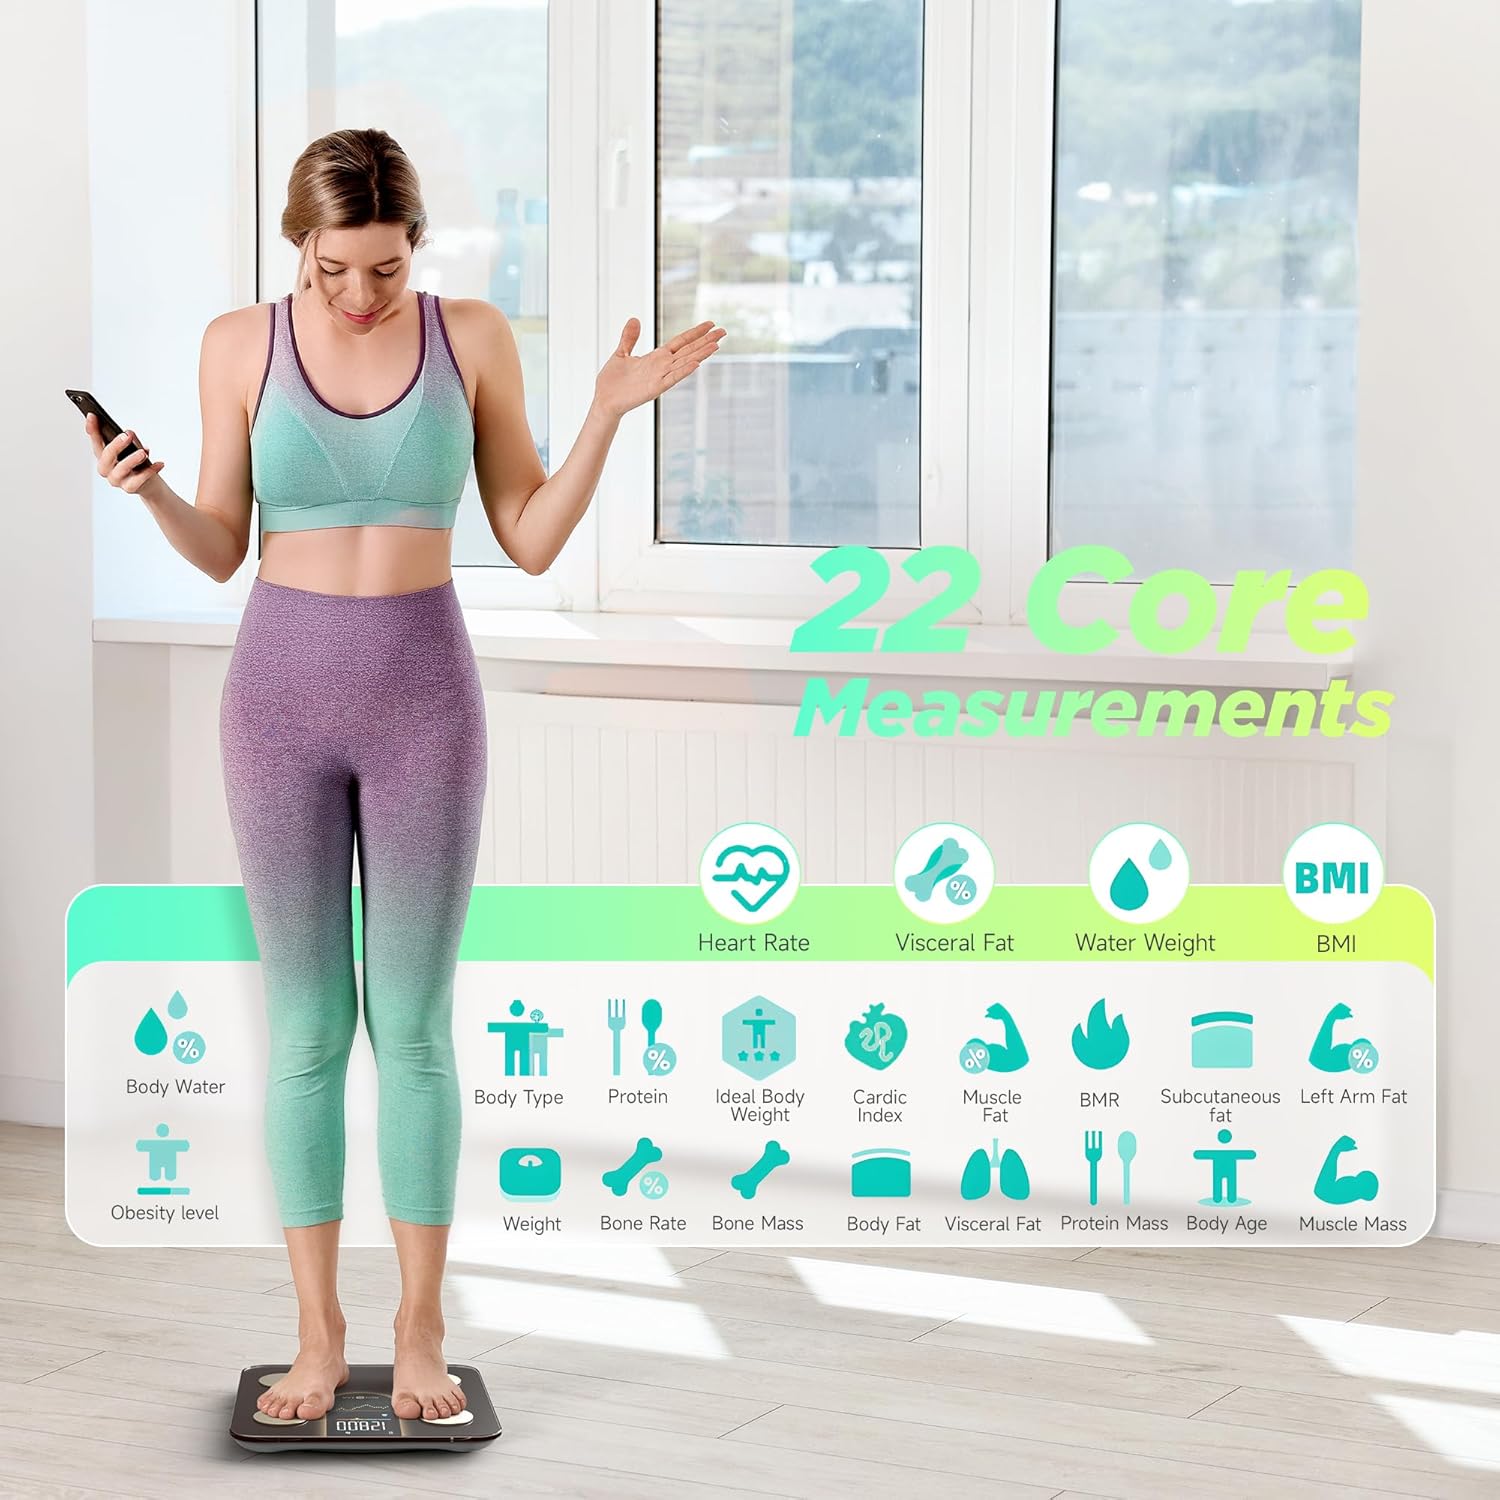 22 Core
Measurements
BMI
Heart Rate
Visceral Fat
Water Weight
BMI
%
%
%
%
%
%
Body Water
Body Type
Protein
Ideal Body
Weight
Cardic
Index
Muscle
Fat
BMR
Subcutaneous
fat
Left Arm Fat
%
Obesity level
Weight
Bone Rate
Bone Mass
Body Fat
Visceral Fat
Protein Mass
Body Age
Muscle Mass